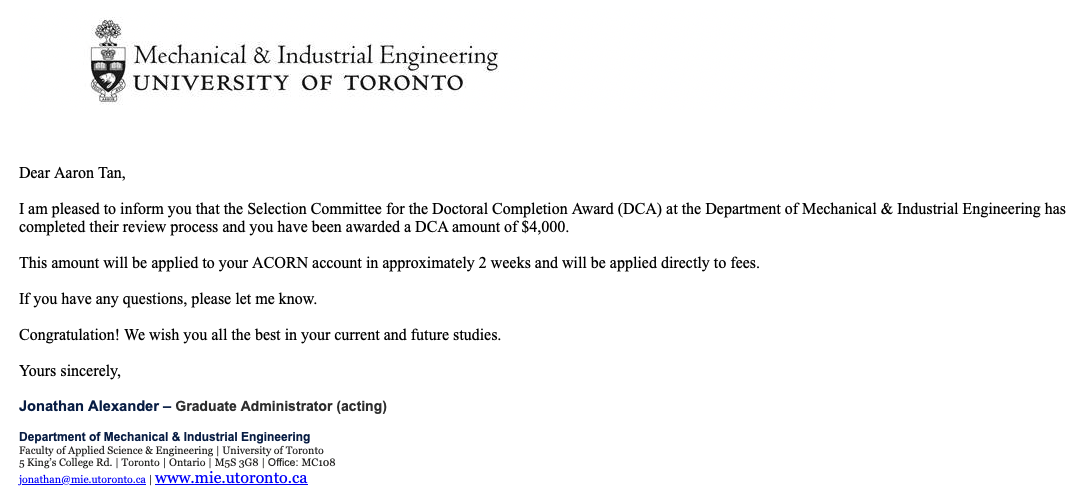 Mechanical & Industrial Engineering
UNIVERSITY OF TORONTO
Dear Aaron Tan,
I am pleased to inform you that the Selection Committee for the Doctoral Completion Award (DCA) at the Department of Mechanical & Industrial Engineering has
completed their review process and you have been awarded a DCA amount of $4,000.
This amount will be applied to your ACORN account in approximately 2 weeks and will be applied directly to fees.
If you have any questions, please let me know.
Congratulation! We wish you all the best in your current and future studies.
Yours sincerely,
Jonathan Alexander – Graduate Administrator (acting)
Department of Mechanical & Industrial Engineering
Faculty of Applied Science & Engineering | University of Toronto
5 King's College Rd. | Toronto | Ontario | M5S 3G8 | Office: MC108
jonathan@mie.utoronto.ca | www.mie.utoronto.ca